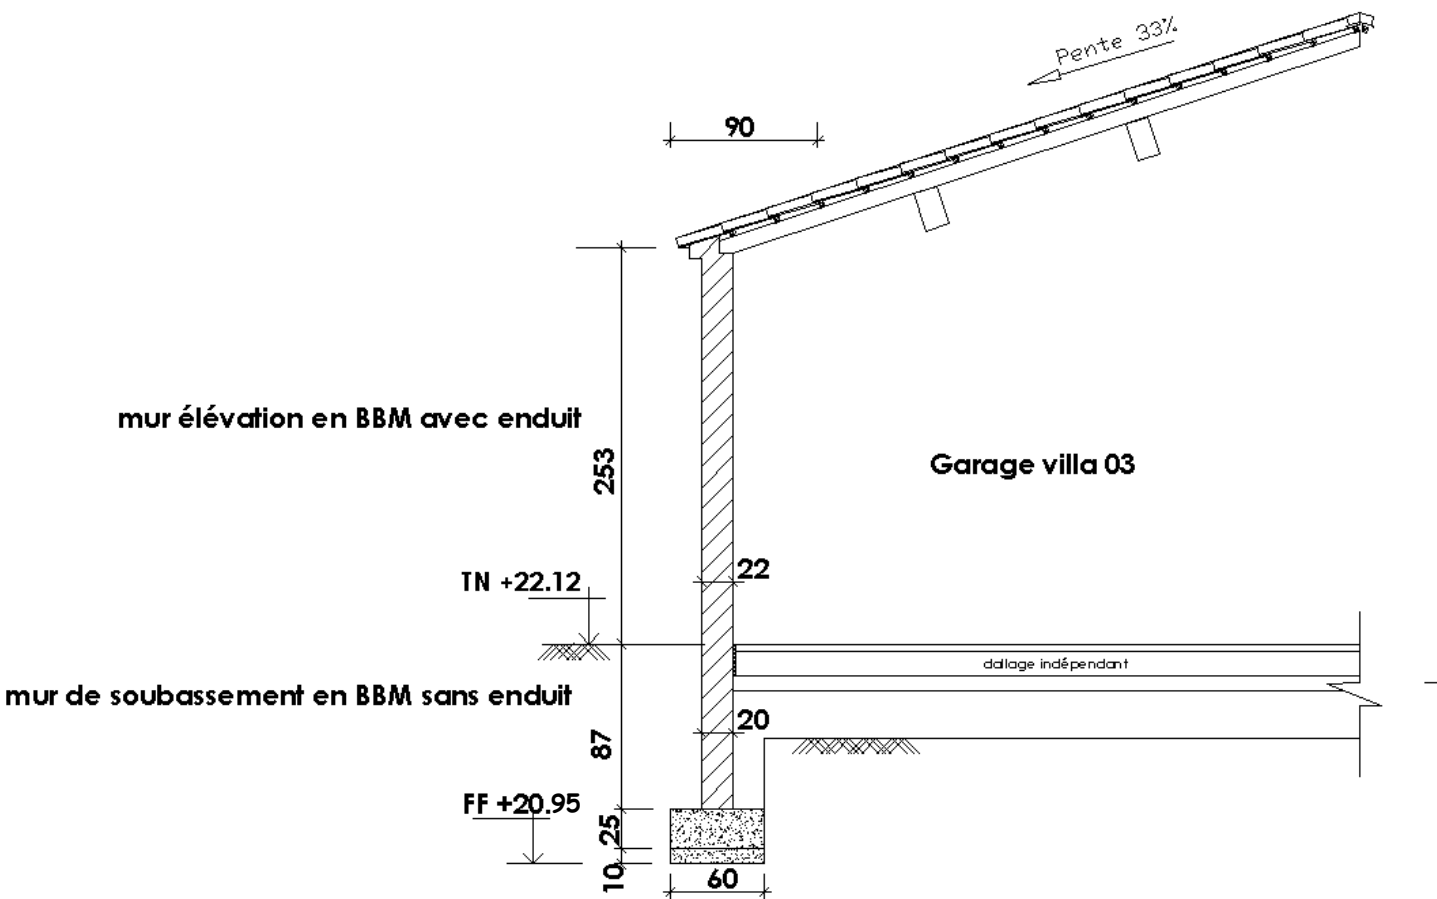 Pente 33%
90
mur élévation en BBM avec enduit
253
Garage villa 03
TN +22.12
22
dallage indépendant
mur de soubassement en BBM sans enduit
20
87
FF +20.95
25
10
60